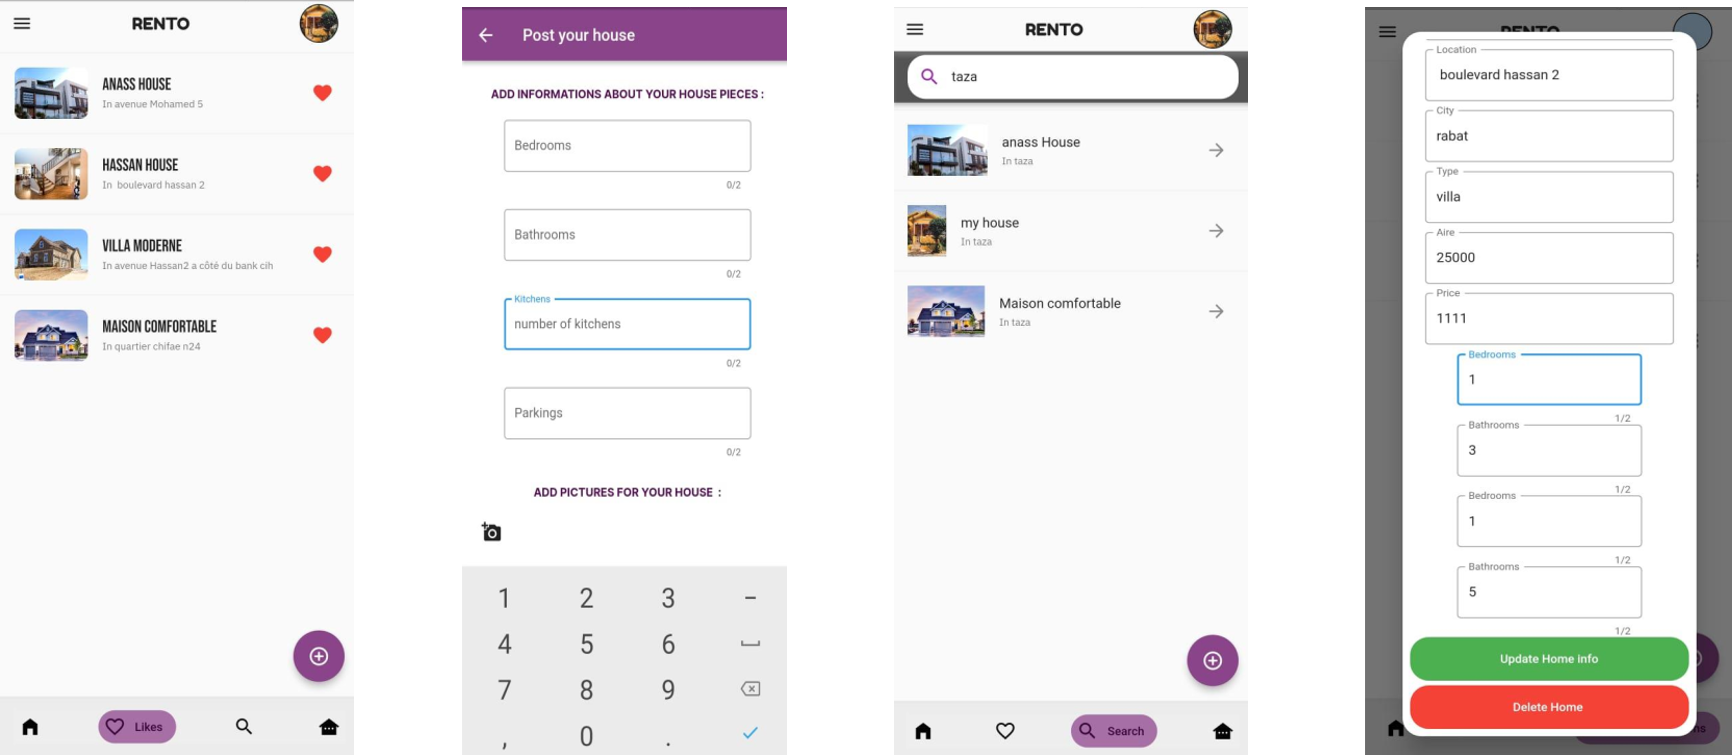 RENTO
ANASS HOUSE
In avenue Mohamed 5
HASSAN HOUSE
In boulevard hassan 2
VILLA MODERNE
In avenue Hassan2 a côté du bank cih
MAISON COMFORTABLE
In quartier chifae n24
Likes
Post your house
ADD INFORMATIONS ABOUT YOUR HOUSE PIECES :
Bedrooms
0/2
Bathrooms
0/2
Kitchens
number of kitchens
0/2
Parkings
0/2
ADD PICTURES FOR YOUR HOUSE :
1 2 3 -
4 5 6
7 8 9
, 0 .
RENTO
taza
anass House
In taza
my house
In taza
Maison comfortable
In taza
Search
RENTO
Location
boulevard hassan 2
City
rabat
Type
villa
Aire
25000
Price
1111
Bedrooms
1
1/2
Bathrooms
3
1/2
Bedrooms
1
1/2
Bathrooms
5
1/2
Update Home info
Delete Home